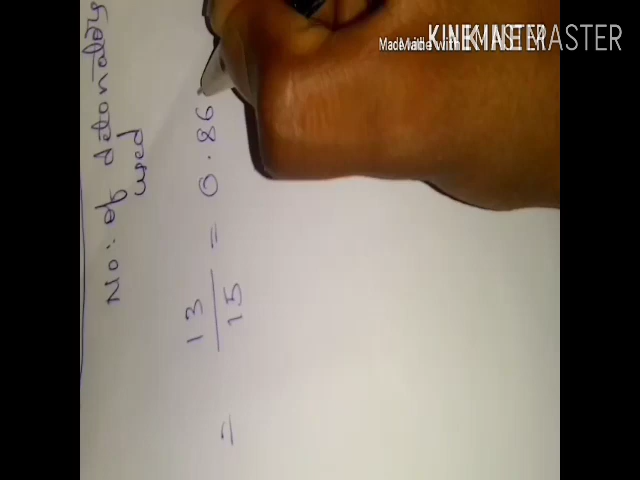 No: of detonators
used
= 13/15 = 0.86
Made with KINEMASTER